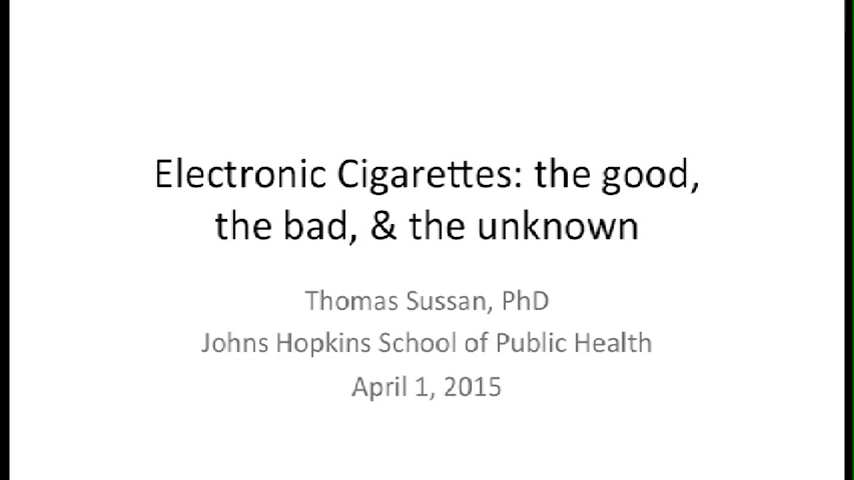 Electronic Cigarettes: the good,
the bad, & the unknown
Thomas Sussan, PhD
Johns Hopkins School of Public Health
April 1, 2015